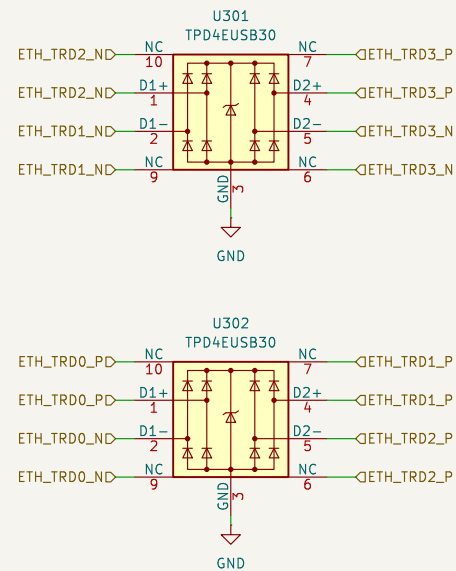 U301
TPD4EUSB30
ETH_TRD2_N NC 10 NC 7 ETH_TRD3_P
ETH_TRD2_N D1+ 1 D2+ 4 ETH_TRD3_P
ETH_TRD1_N D1- 2 D2- 5 ETH_TRD3_N
ETH_TRD1_N NC 9 NC 6 ETH_TRD3_N
GND 3
GND
U302
TPD4EUSB30
ETH_TRD0_P NC 10 NC 7 ETH_TRD1_P
ETH_TRD0_P D1+ 1 D2+ 4 ETH_TRD1_P
ETH_TRD0_N D1- 2 D2- 5 ETH_TRD2_P
ETH_TRD0_N NC 9 NC 6 ETH_TRD2_P
GND 3
GND